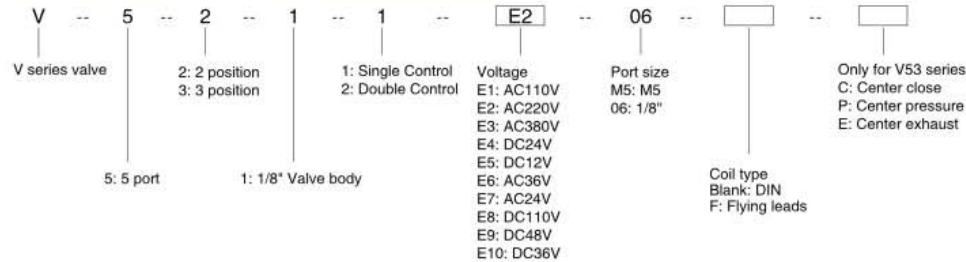 V -- 5 -- 2 -- 1 -- 1 -- E2 -- 06 -- --
V series valve
5: 5 port
2: 2 position
3: 3 position
1: 1/8" Valve body
1: Single Control
2: Double Control
Voltage
E1: AC110V
E2: AC220V
E3: AC380V
E4: DC24V
E5: DC12V
E6: AC36V
E7: AC24V
E8: DC110V
E9: DC48V
E10: DC36V
Port size
M5: M5
06: 1/8"
Coil type
Blank: DIN
F: Flying leads
Only for V53 series
C: Center close
P: Center pressure
E: Center exhaust